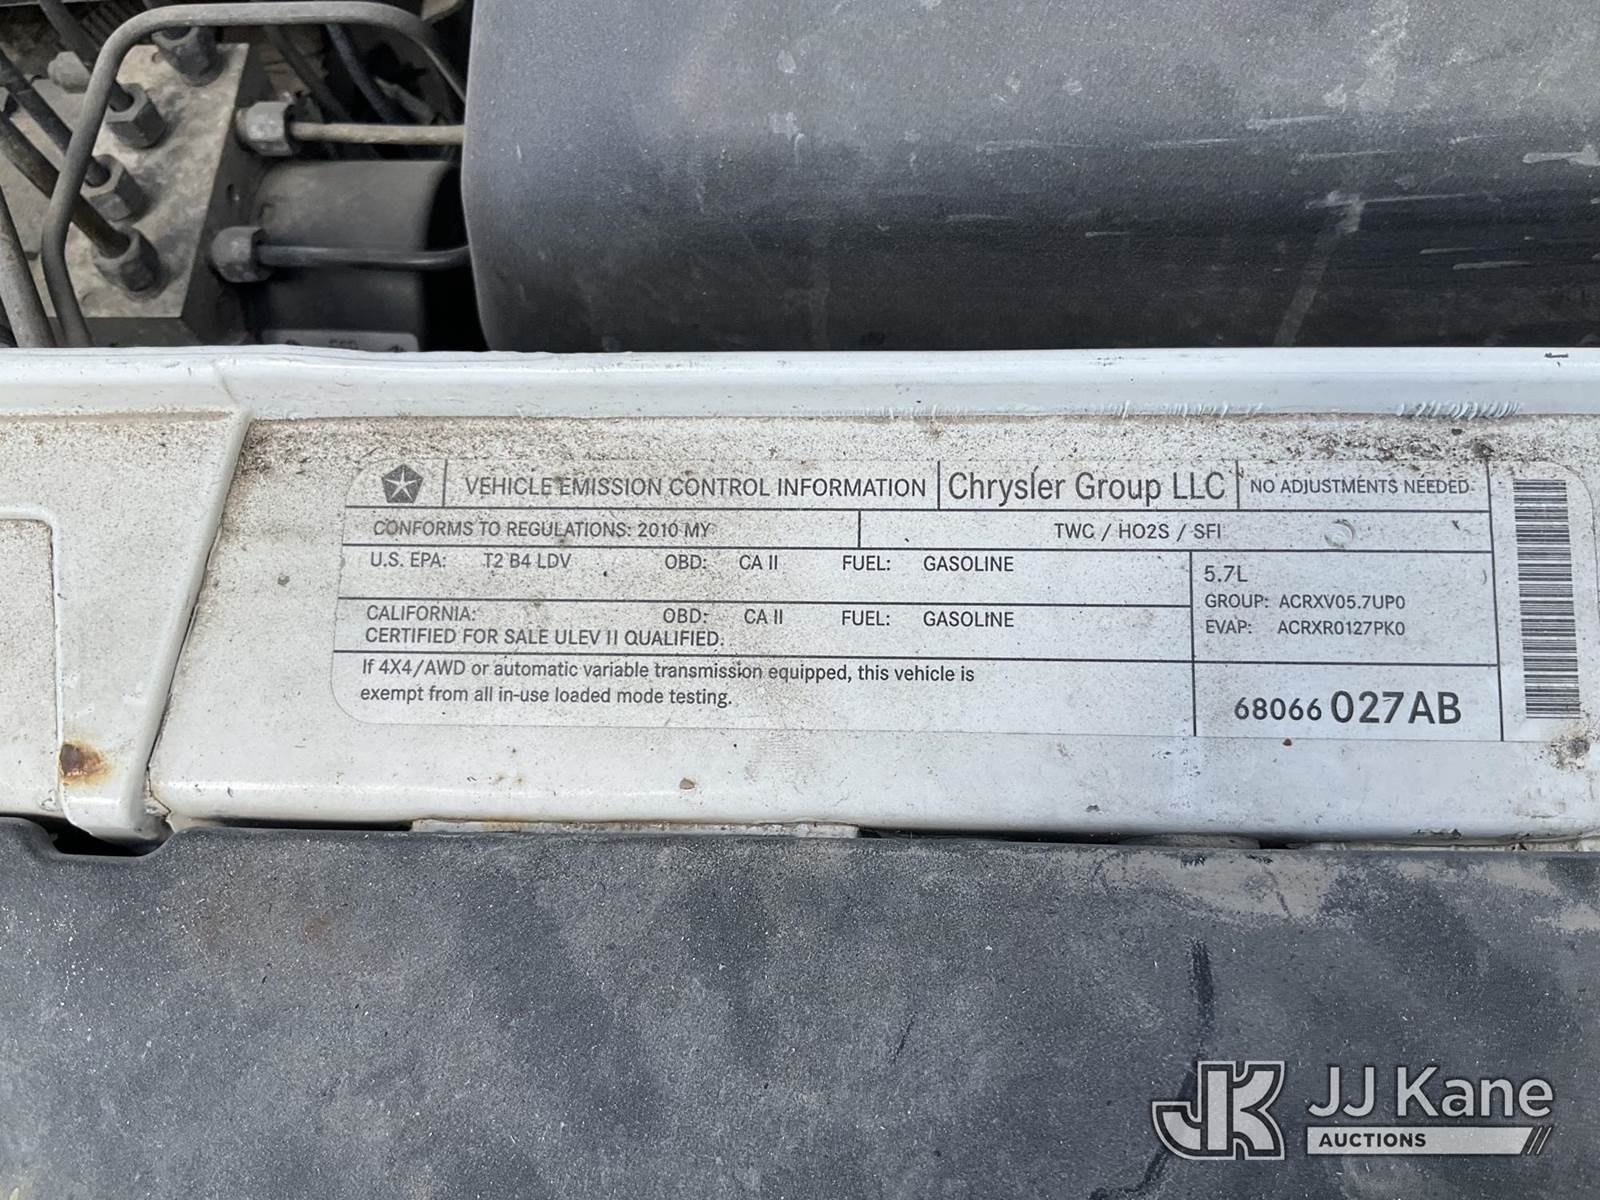 VEHICLE EMISSION CONTROL INFORMATION Chrysler Group LLC NO ADJUSTMENTS NEEDED
CONFORMS TO REGULATIONS: 2010 MY TWC / HO2S / SFI
U.S. EPA: T2 B4 LDV OBD: CA II FUEL: GASOLINE
5.7L
GROUP: ACRXV05.7UP0
EVAP: ACRXR0127PK0
CALIFORNIA: OBD: CA II FUEL: GASOLINE
CERTIFIED FOR SALE ULEV II QUALIFIED.
If 4X4/AWD or automatic variable transmission equipped, this vehicle is
exempt from all in-use loaded mode testing.
68066 027AB
JK JJ Kane
AUCTIONS